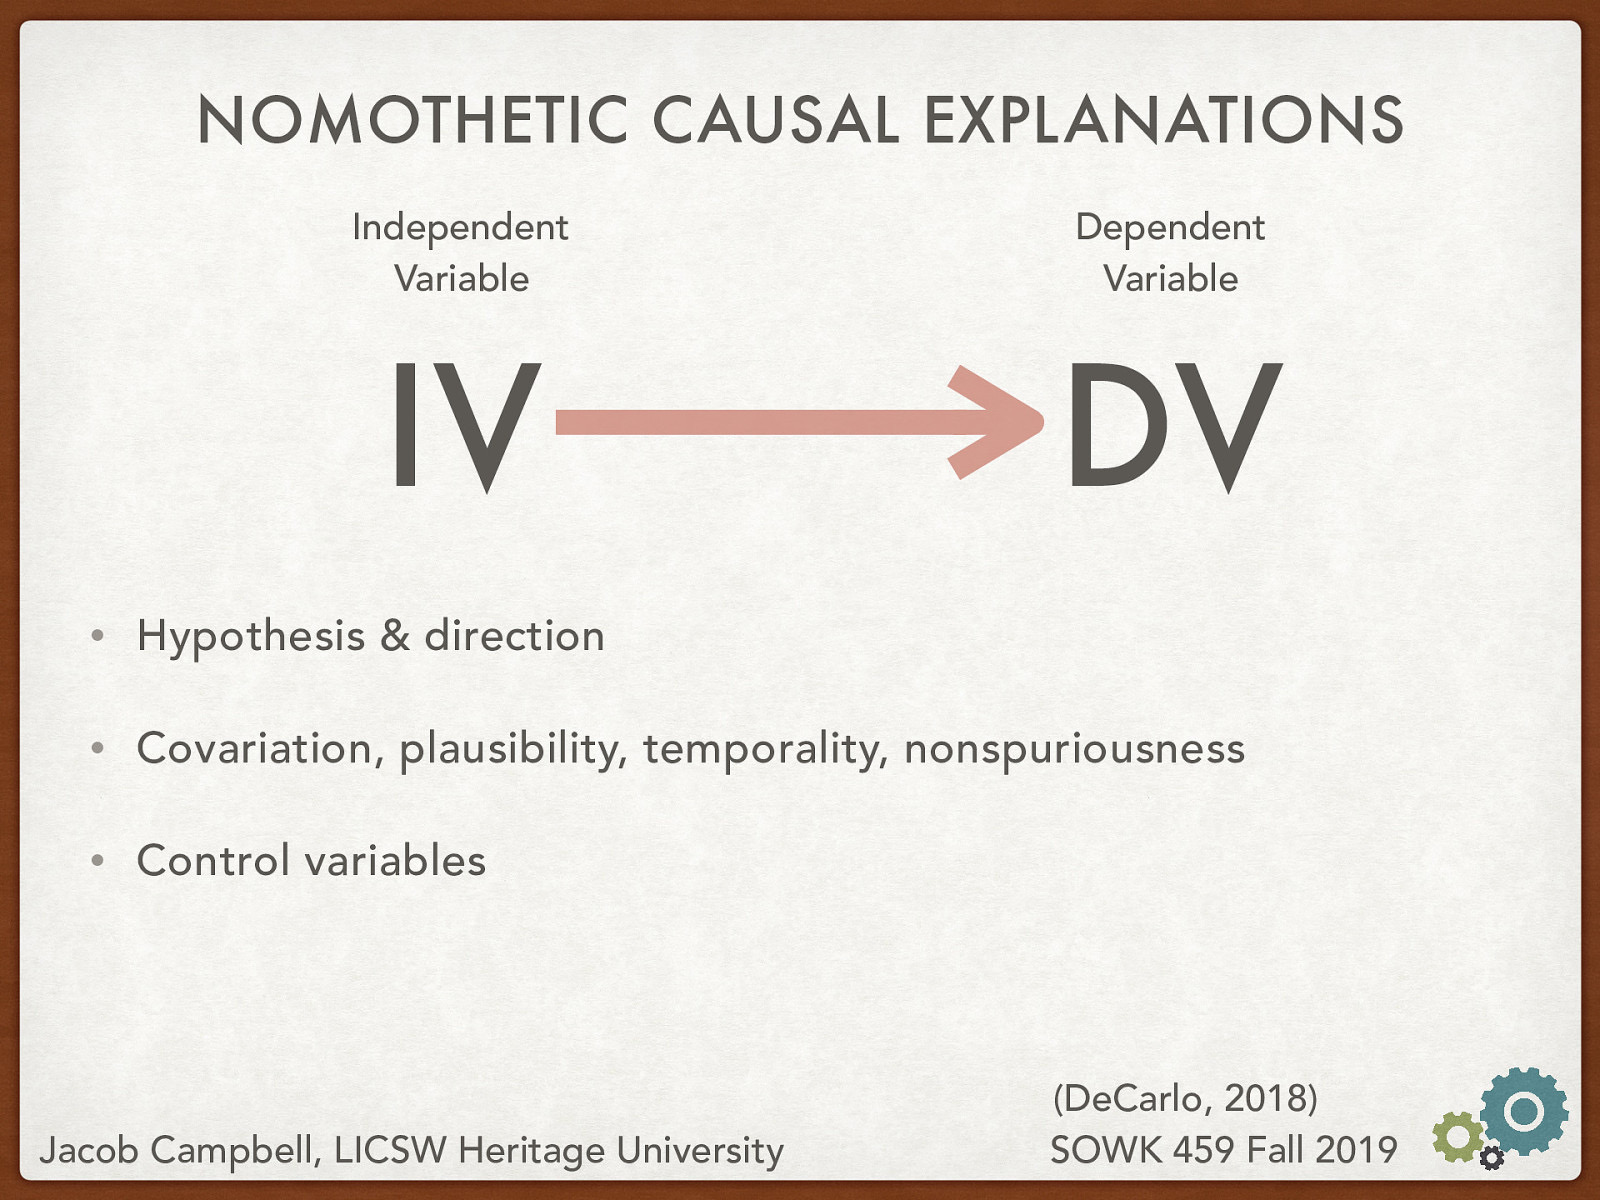 NOMOTHETIC CAUSAL EXPLANATIONS
Independent
Variable
Dependent
Variable
IV
DV
• Hypothesis & direction
• Covariation, plausibility, temporality, nonspuriousness
• Control variables
(DeCarlo, 2018)
Jacob Campbell, LICSW Heritage University
SOWK 459 Fall 2019